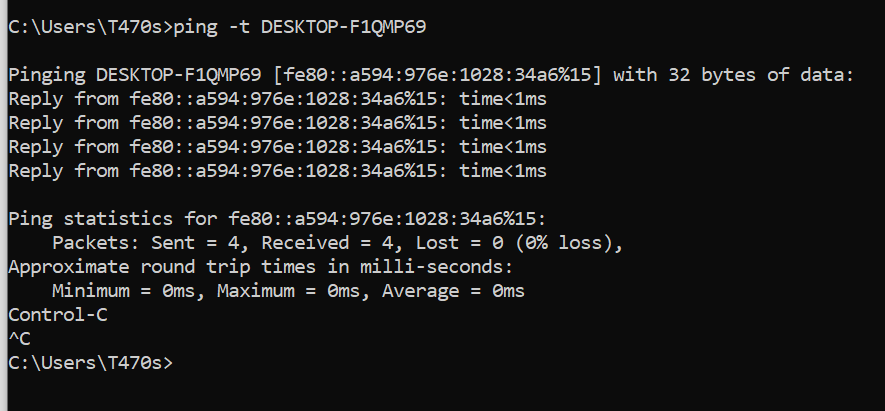 C:\Users\T470s>ping -t DESKTOP-F1QMP69
Pinging DESKTOP-F1QMP69 [fe80::a594:976e:1028:34a6%15] with 32 bytes of data:
Reply from fe80::a594:976e:1028:34a6%15: time<1ms
Reply from fe80::a594:976e:1028:34a6%15: time<1ms
Reply from fe80::a594:976e:1028:34a6%15: time<1ms
Reply from fe80::a594:976e:1028:34a6%15: time<1ms
Ping statistics for fe80::a594:976e:1028:34a6%15:
    Packets: Sent = 4, Received = 4, Lost = 0 (0% loss),
Approximate round trip times in milli-seconds:
    Minimum = 0ms, Maximum = 0ms, Average = 0ms
Control-C
^C
C:\Users\T470s>